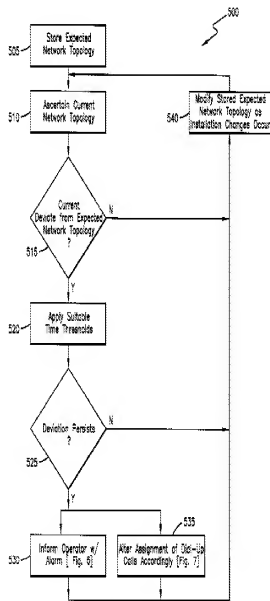 500
Store Expected
Network Topology
505
Ascertain Current
Network Topology
510
Modify Stored Expected
Network Topology as
Installation Changes Occur
540
Current
Deviate from Expected
Network Topology
?
515
N
Y
Apply Suitable
Time Thresholds
520
Deviation Persists
?
525
N
Y
535
Inform Operator w/
Alarm [ Fig. 6]
530
Alter Assignment of Dial-Up
Calls Accordingly [Fig. 7]